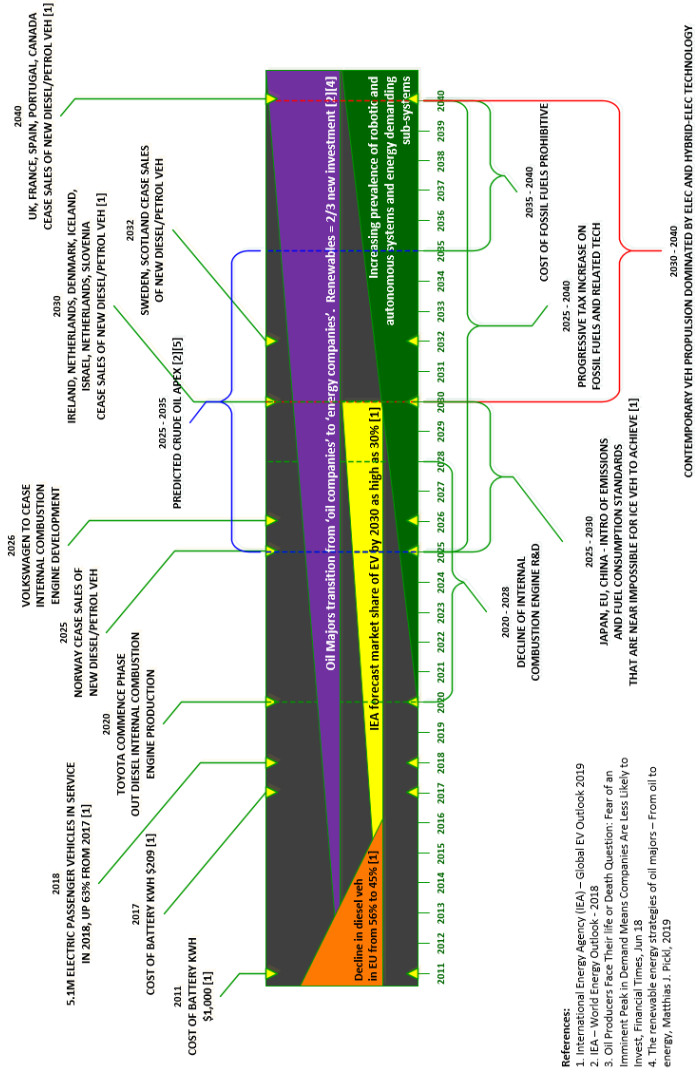 2011
COST OF BATTERY KWH
$1,000 [1]
2017
COST OF BATTERY KWH $209 [1]
2018
5.1M ELECTRIC PASSENGER VEHICLES IN SERVICE
IN 2018, UP 63% FROM 2017 [1]
2020
TOYOTA COMMENCE PHASE
OUT DIESEL INTERNAL COMBUSTION
ENGINE PRODUCTION
2025
NORWAY CEASE SALES OF
NEW DIESEL/PETROL VEH
2026
VOLKSWAGEN TO CEASE
INTERNAL COMBUSTION
ENGINE DEVELOPMENT
2025 - 2035
PREDICTED CRUDE OIL APEX [2][5]
2030
IRELAND, NETHERLANDS, DENMARK, ICELAND,
ISRAEL, NETHERLANDS, SLOVENIA
CEASE SALES OF NEW DIESEL/PETROL VEH [1]
2032
SWEDEN, SCOTLAND CEASE SALES
OF NEW DIESEL/PETROL VEH
2040
UK, FRANCE, SPAIN, PORTUGAL, CANADA
CEASE SALES OF NEW DIESEL/PETROL VEH [1]
Oil Majors transition from ‘oil companies’ to ‘energy companies’. Renewables = 2/3 new investment [2][4]
Decline in diesel veh
in EU from 56% to 45% [1]
IEA forecast market share of EV by 2030 as high as 30% [1]
Increasing prevalence of robotic and
autonomous systems and energy demanding
sub-systems
2011 2012 2013 2014 2015 2016 2017 2018 2019 2020 2021 2022 2023 2024 2025 2026 2027 2028 2029 2030 2031 2032 2033 2034 2035 2036 2037 2038 2039 2040
2020 - 2028
DECLINE OF INTERNAL
COMBUSTION ENGINE R&D
2025 - 2030
JAPAN, EU, CHINA - INTRO OF EMISSIONS
AND FUEL CONSUMPTION STANDARDS
THAT ARE NEAR IMPOSSIBLE FOR ICE VEH TO ACHIEVE [1]
2025 - 2040
PROGRESSIVE TAX INCREASE ON
FOSSIL FUELS AND RELATED TECH
2035 - 2040
COST OF FOSSIL FUELS PROHIBITIVE
2030 - 2040
CONTEMPORARY VEH PROPULSION DOMINATED BY ELEC AND HYBRID-ELEC TECHNOLOGY
References:
1. International Energy Agency (IEA) – Global EV Outlook 2019
2. IEA – World Energy Outlook - 2018
3. Oil Producers Face Their life or Death Question: Fear of an
Imminent Peak in Demand Means Companies Are Less Likely to
Invest, Financial Times, Jun 18
4. The renewable energy strategies of oil majors – From oil to
energy, Matthias J. Pickl, 2019